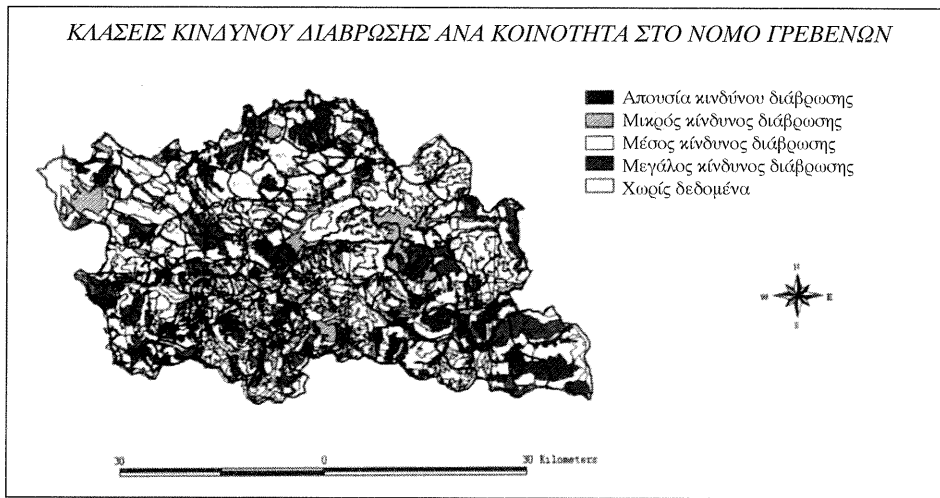 ΚΛΑΣΕΙΣ ΚΙΝΔΥΝΟΥ ΔΙΑΒΡΩΣΗΣ ΑΝΑ ΚΟΙΝΟΤΗΤΑ ΣΤΟ ΝΟΜΟ ΓΡΕΒΕΝΩΝ
Απουσία κινδύνου διάβρωσης
Μικρός κίνδυνος διάβρωσης
Μέσος κίνδυνος διάβρωσης
Μεγάλος κίνδυνος διάβρωσης
Χωρίς δεδομένα
N
W E
S
30 0 30 Kilometers